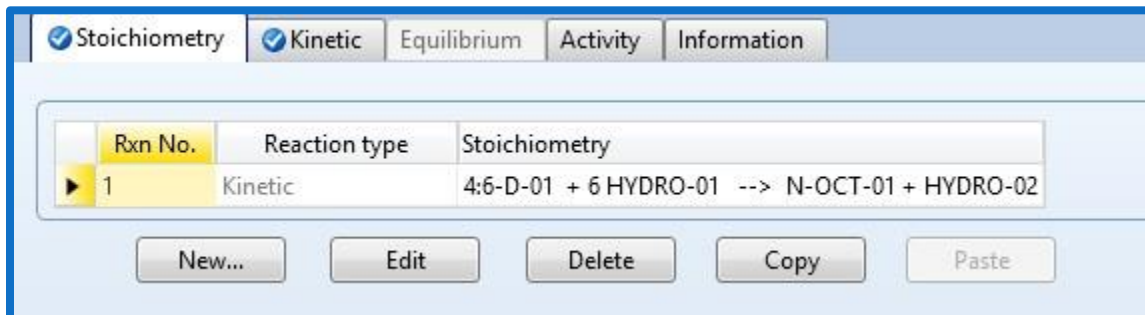 Stoichiometry Kinetic Equilibrium Activity Information
Rxn No. Reaction type Stoichiometry
1 Kinetic 4:6-D-01 + 6 HYDRO-01 --> N-OCT-01 + HYDRO-02
New... Edit Delete Copy Paste